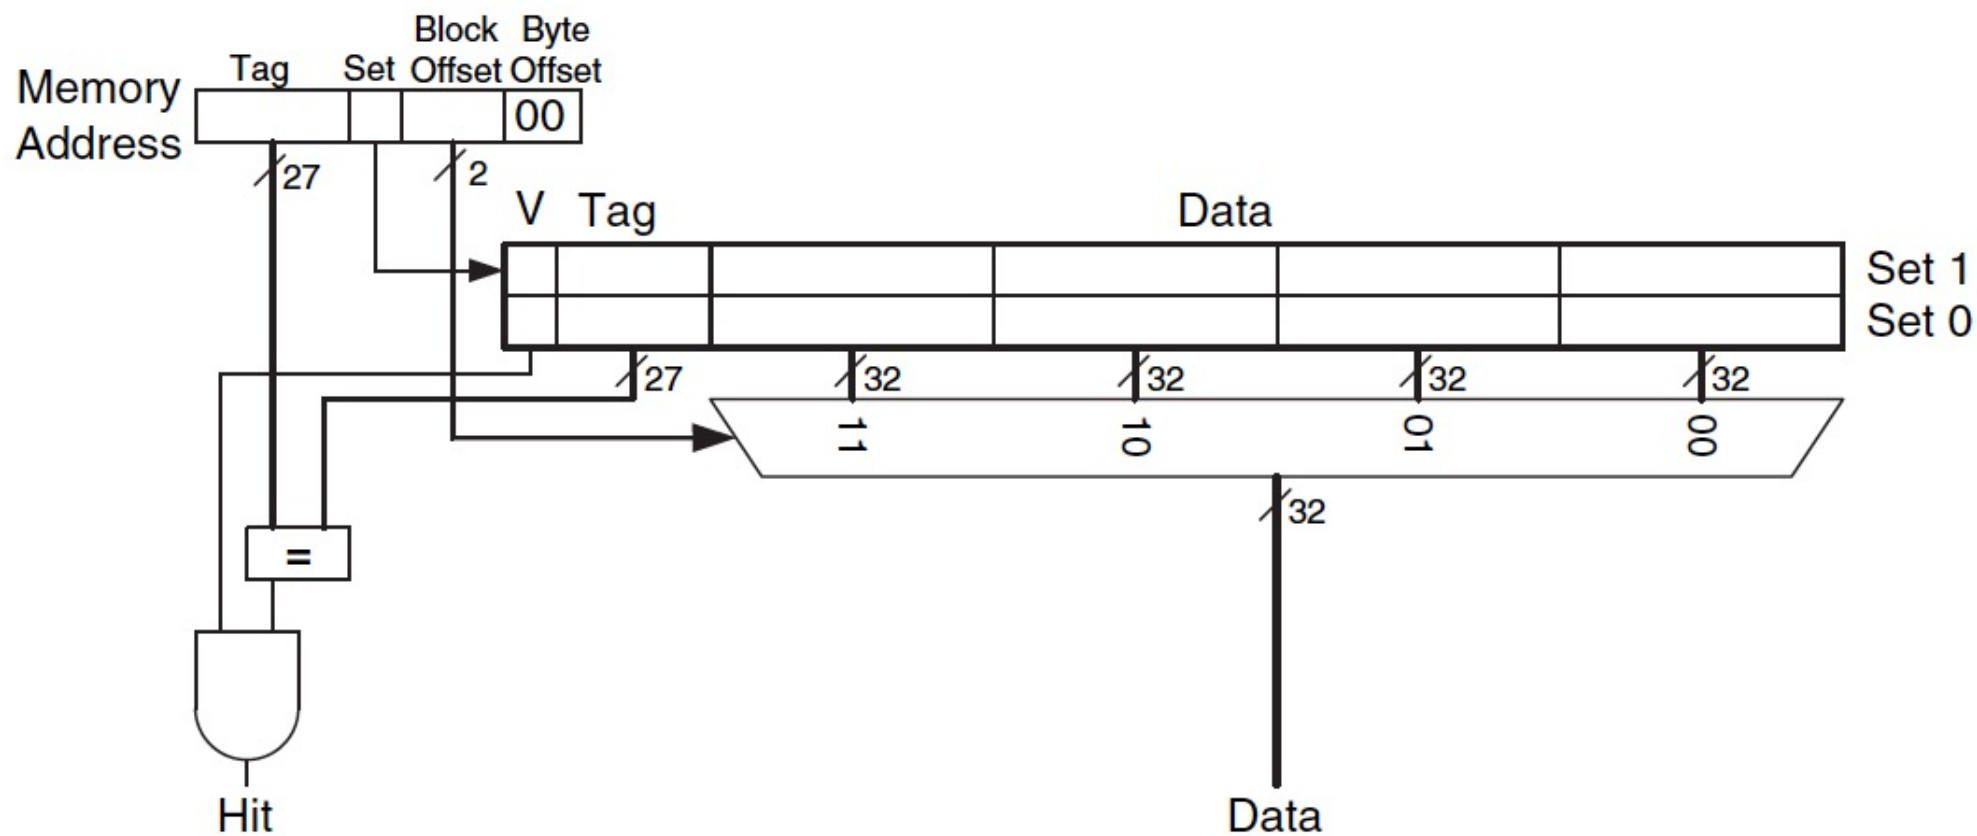 Block Byte
Tag Set Offset Offset
Memory
Address
00
27
2
V Tag Data
Set 1
Set 0
27 32 32 32 32
11 10 01 00
32
=
Hit
Data